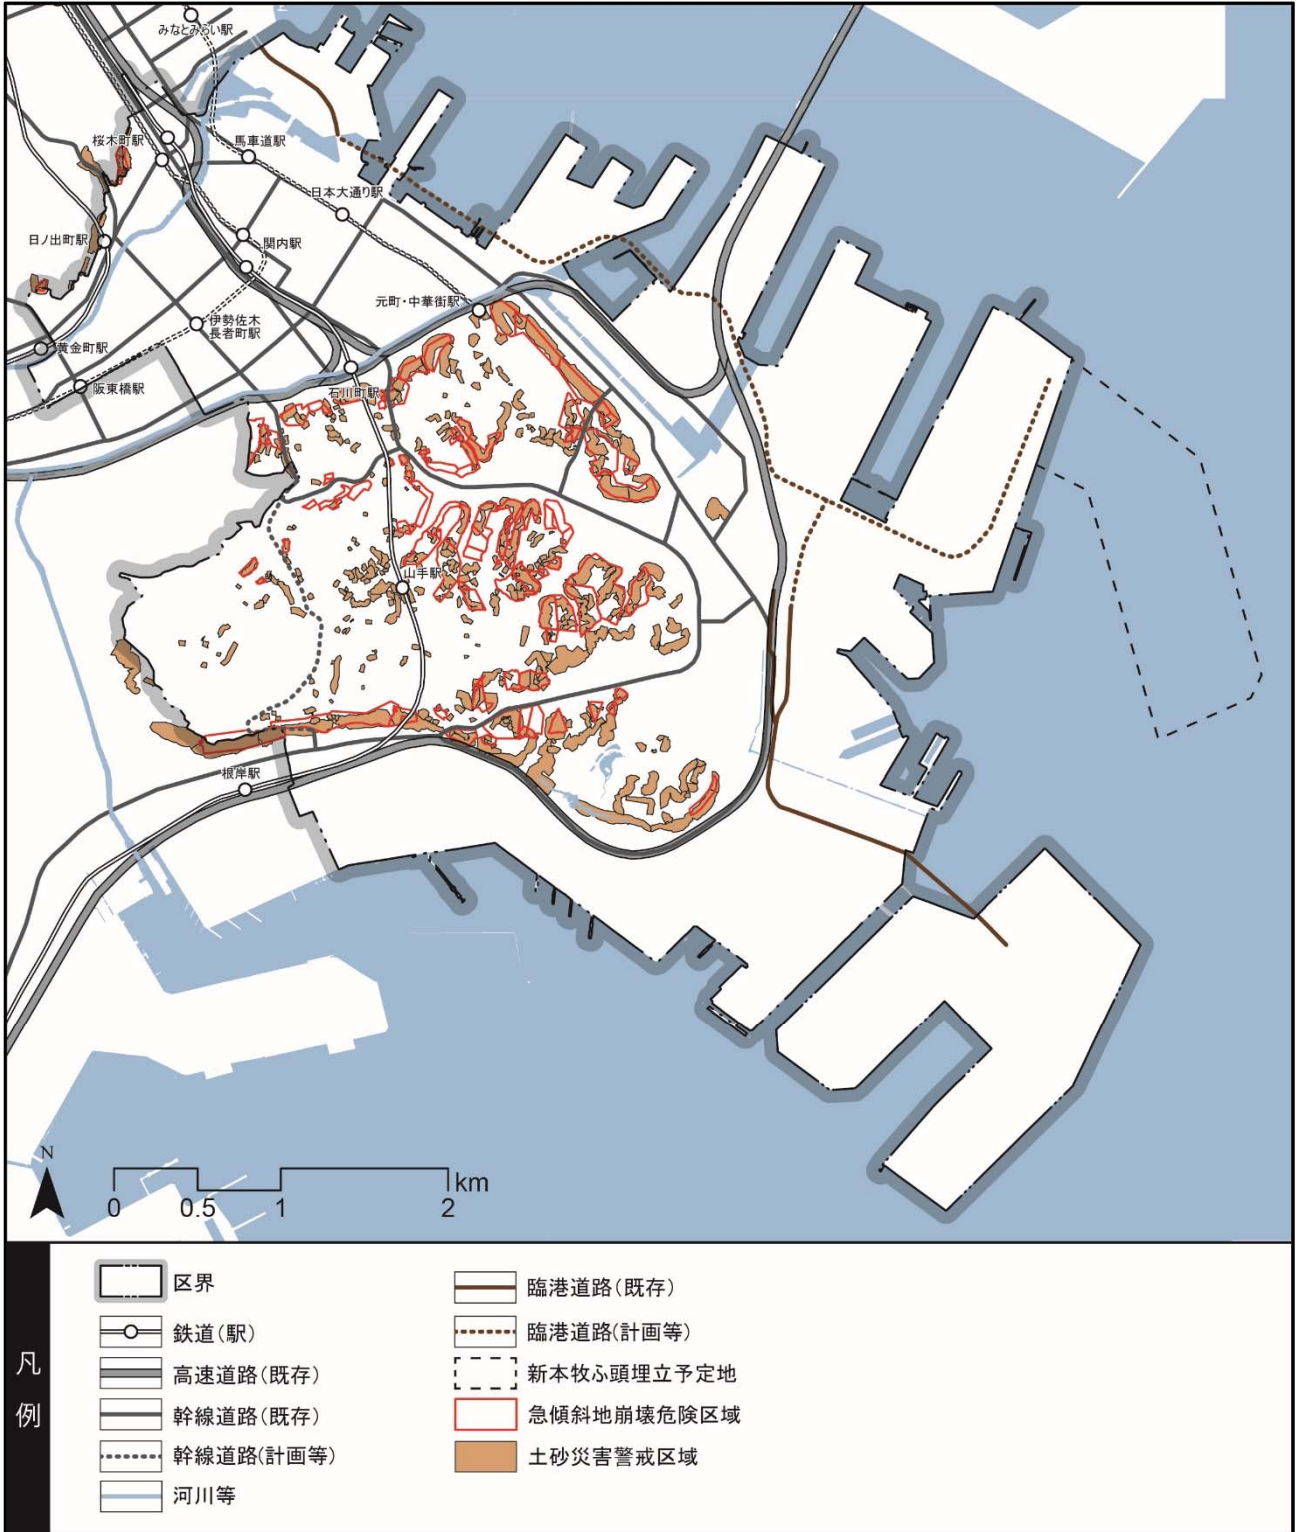 みなとみらい駅
桜木町駅
馬車道駅
日本大通り駅
日ノ出町駅
関内駅
元町・中華街駅
伊勢佐木
長者町駅
黄金町駅
阪東橋駅
石川町駅
山手駅
根岸駅
N
km
0 0.5 1 2
凡例
区界
鉄道(駅)
高速道路(既存)
幹線道路(既存)
幹線道路(計画等)
河川等
臨港道路(既存)
臨港道路(計画等)
新本牧ふ頭埋立予定地
急傾斜地崩壊危険区域
土砂災害警戒区域